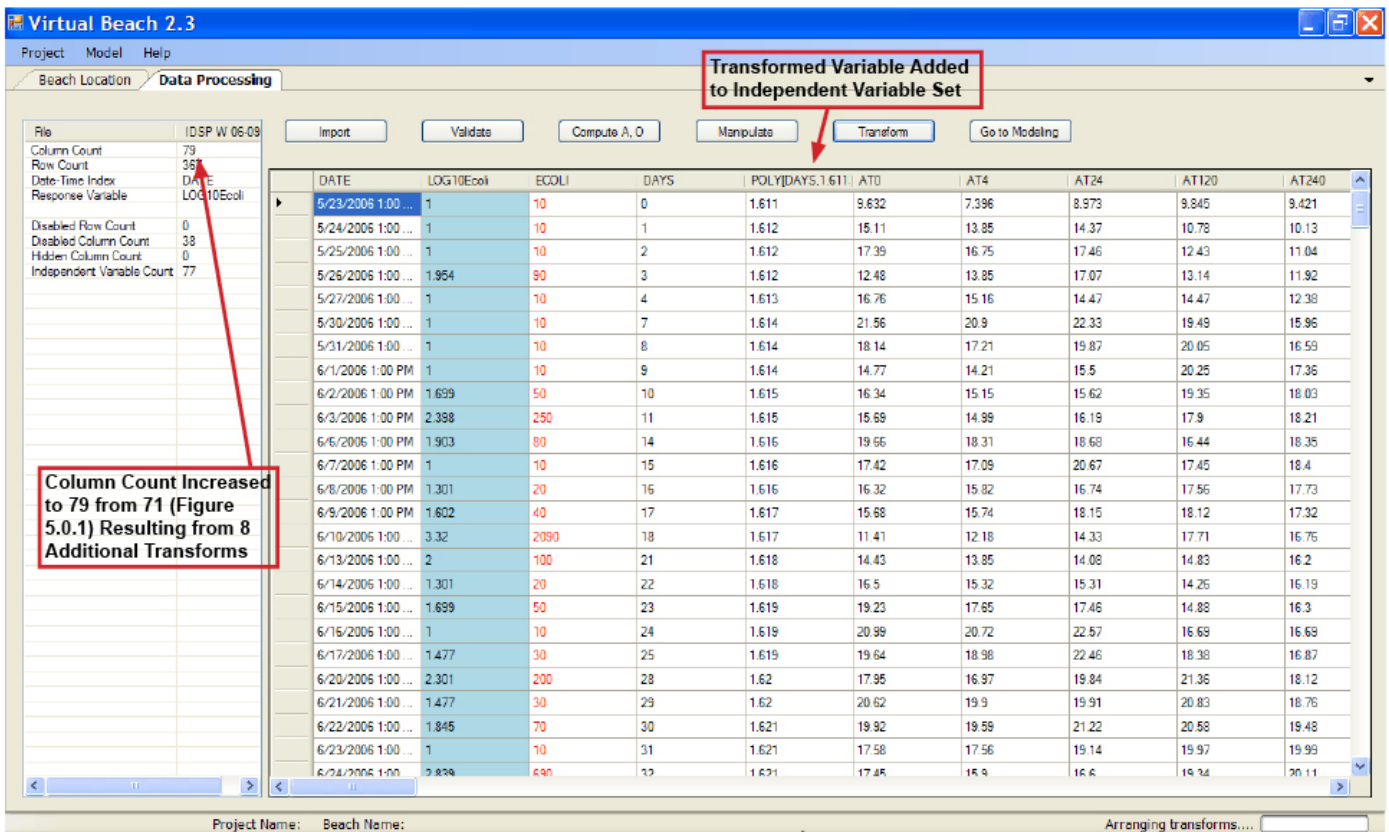 Virtual Beach 2.3
Project Model Help
Beach Location Data Processing
Transformed Variable Added
to Independent Variable Set
File IDSP W 06-09
Import Validate Compute A, O Manipulate Transform Go to Modeling
Column Count 79
Row Count
Date-Time Index DATE
Response Variable LOG10Ecoli
Disabled Row Count 0
Disabled Column Count 38
Hidden Column Count 0
Independent Variable Count 77
Column Count Increased
to 79 from 71 (Figure
5.0.1) Resulting from 8
Additional Transforms
DATE LOG10Ecoli ECOLI DAYS POLY[DAYS,1.611 AT0 AT4 AT24 AT120 AT240
5/23/2006 1:00 ... 1 10 0 1.611 9.632 7.396 8.973 9.845 9.421
5/24/2006 1:00 ... 1 10 1 1.612 15.11 13.85 14.37 10.78 10.13
5/25/2006 1:00 ... 1 10 2 1.612 17.39 16.75 17.46 12.43 11.04
5/26/2006 1:00 ... 1.954 90 3 1.612 12.48 13.85 17.07 13.14 11.92
5/27/2006 1:00 ... 1 10 4 1.613 16.76 15.16 14.47 14.47 12.38
5/30/2006 1:00 ... 1 10 7 1.614 21.56 20.9 22.33 19.49 15.96
5/31/2006 1:00 ... 1 10 8 1.614 18.14 17.21 19.87 20.05 16.59
6/1/2006 1:00 PM 1 10 9 1.614 14.77 14.21 15.5 20.25 17.36
6/2/2006 1:00 PM 1.699 50 10 1.615 16.34 15.15 15.62 19.35 18.03
6/3/2006 1:00 PM 2.398 250 11 1.615 15.69 14.99 16.19 17.9 18.21
6/6/2006 1:00 PM 1.903 80 14 1.616 19.66 18.31 18.68 16.44 18.35
6/7/2006 1:00 PM 1 10 15 1.616 17.42 17.09 20.67 17.45 18.4
6/8/2006 1:00 PM 1.301 20 16 1.616 16.32 15.82 16.74 17.56 17.73
6/9/2006 1:00 PM 1.602 40 17 1.617 15.68 15.74 18.15 18.12 17.32
6/10/2006 1:00 ... 3.32 2090 18 1.617 11.41 12.18 14.33 17.71 16.76
6/13/2006 1:00 ... 2 100 21 1.618 14.43 13.85 14.08 14.83 16.2
6/14/2006 1:00 ... 1.301 20 22 1.618 16.5 15.32 15.31 14.26 16.19
6/15/2006 1:00 ... 1.699 50 23 1.619 19.23 17.65 17.46 14.88 16.3
6/16/2006 1:00 ... 1 10 24 1.619 20.99 20.72 22.57 16.69 16.69
6/17/2006 1:00 ... 1.477 30 25 1.619 19.64 18.98 22.46 18.38 16.87
6/20/2006 1:00 ... 2.301 200 28 1.62 17.95 16.97 19.84 21.36 18.12
6/21/2006 1:00 ... 1.477 30 29 1.62 20.62 19.9 19.91 20.83 18.76
6/22/2006 1:00 ... 1.845 70 30 1.621 19.92 19.59 21.22 20.58 19.48
6/23/2006 1:00 ... 1 10 31 1.621 17.58 17.56 19.14 19.97 19.99
6/24/2006 1:00 2.839 690 32 1.621 17.45 15.9 16.6 19.34 20.11
Project Name: Beach Name: Arranging transforms....